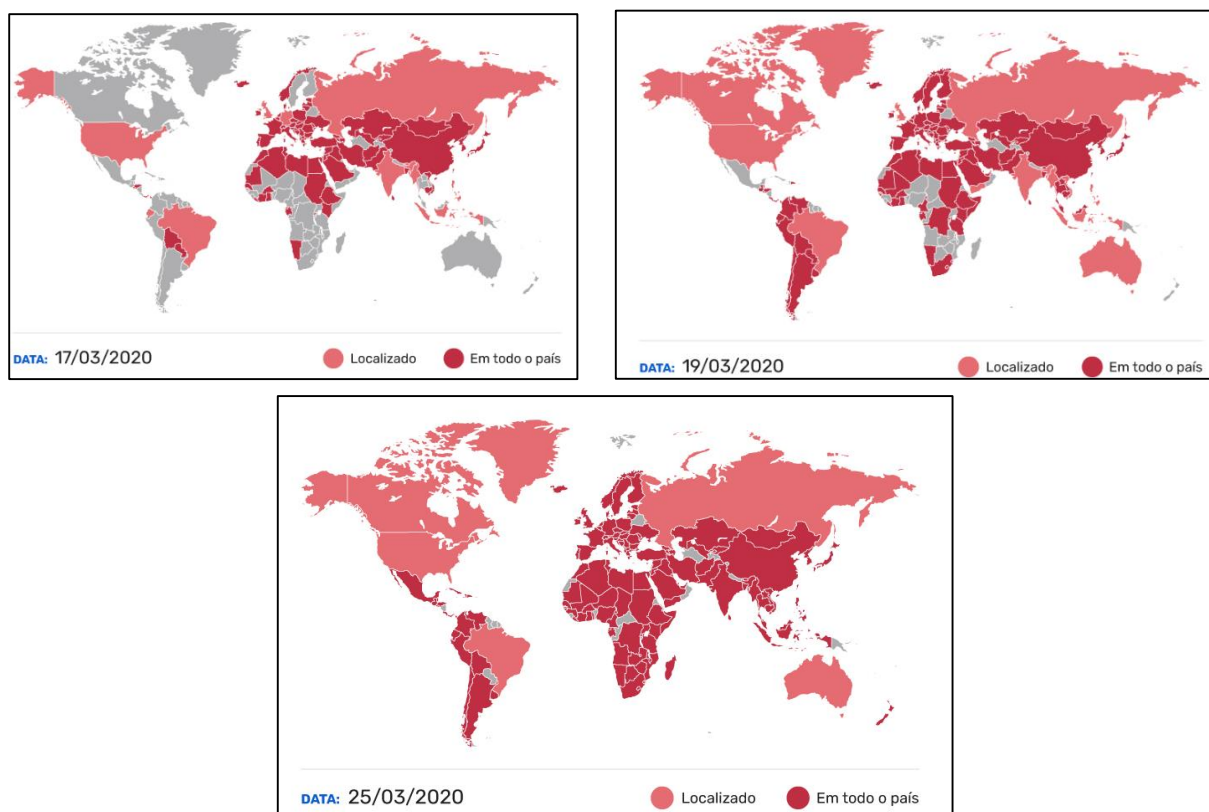 DATA: 17/03/2020 Localizado Em todo o país
DATA: 19/03/2020 Localizado Em todo o país
DATA: 25/03/2020 Localizado Em todo o país